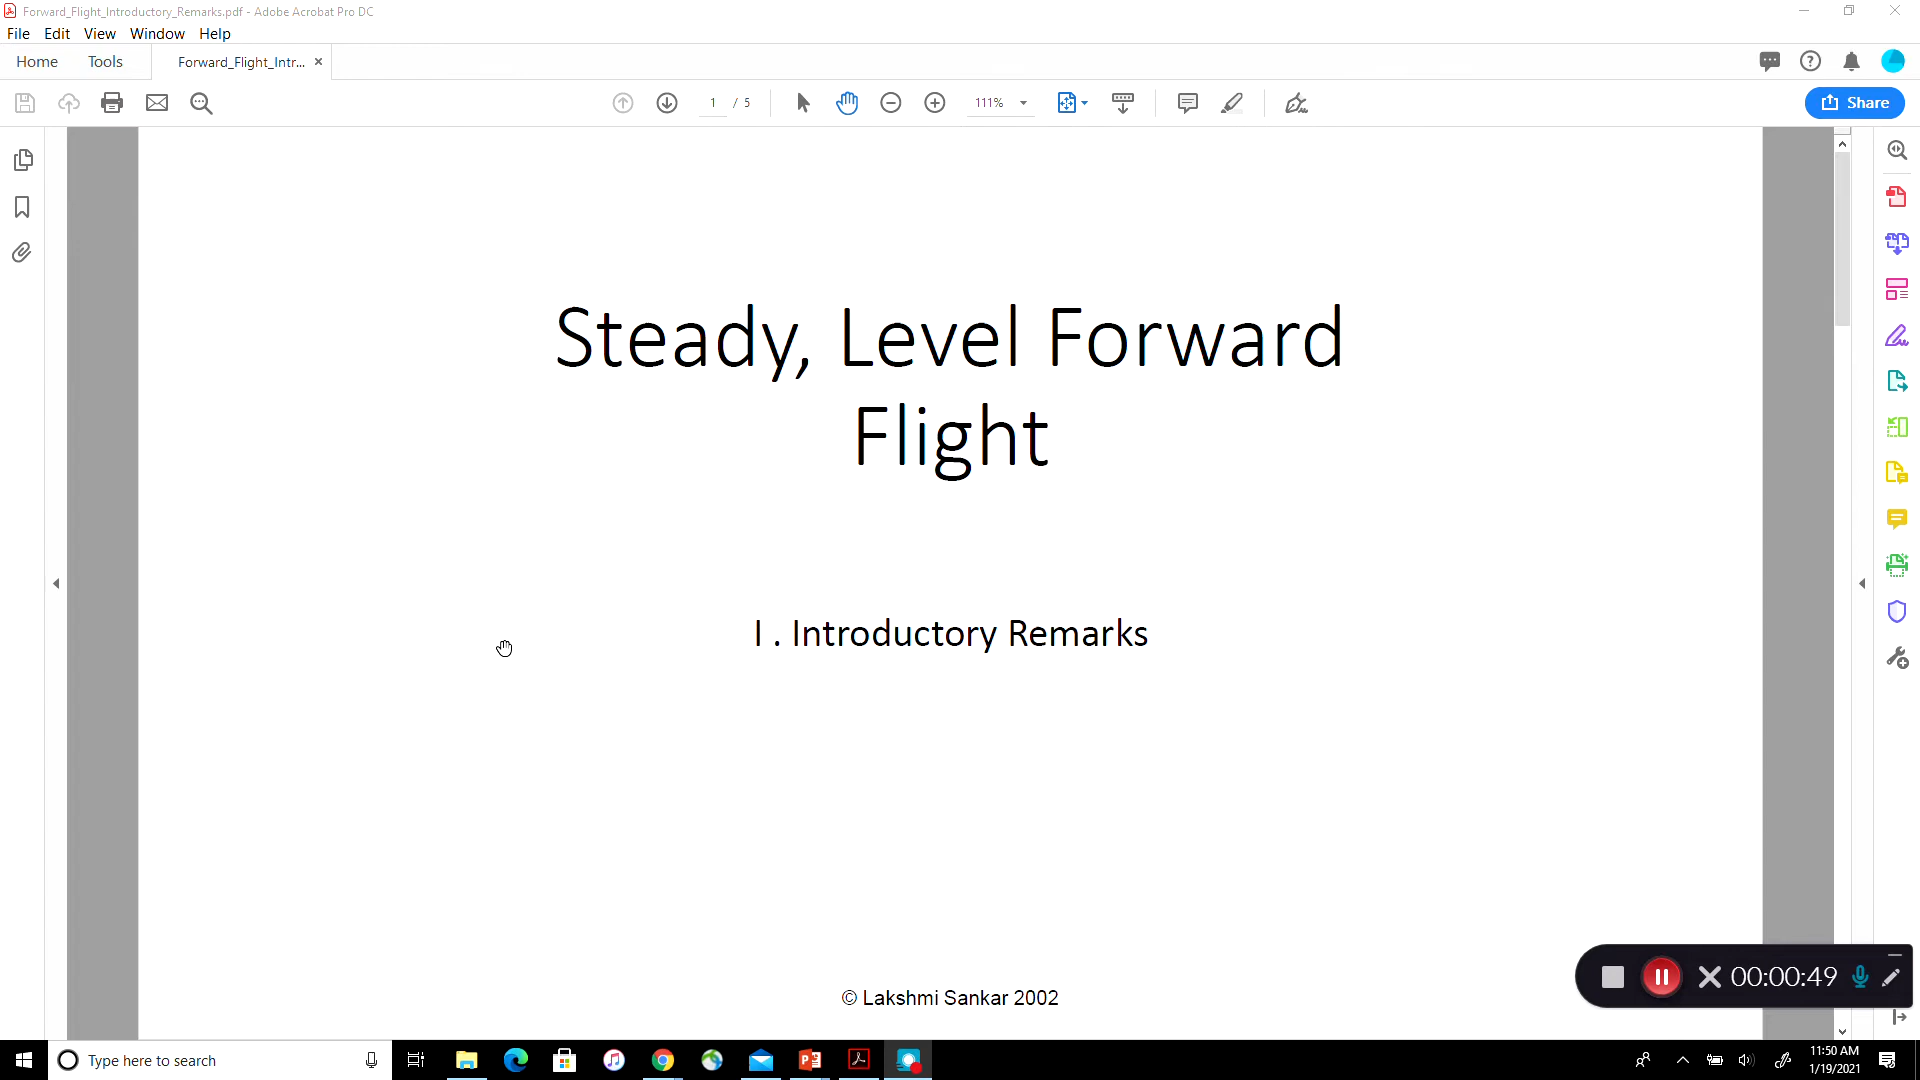 Forward_Flight_Introductory_Remarks.pdf - Adobe Acrobat Pro DC
File Edit View Window Help
Home Tools Forward_Flight_Intr... ×
1 / 5 111% Share
Steady, Level Forward
Flight
I . Introductory Remarks
© Lakshmi Sankar 2002
00:00:49
Type here to search
11:50 AM
1/19/2021